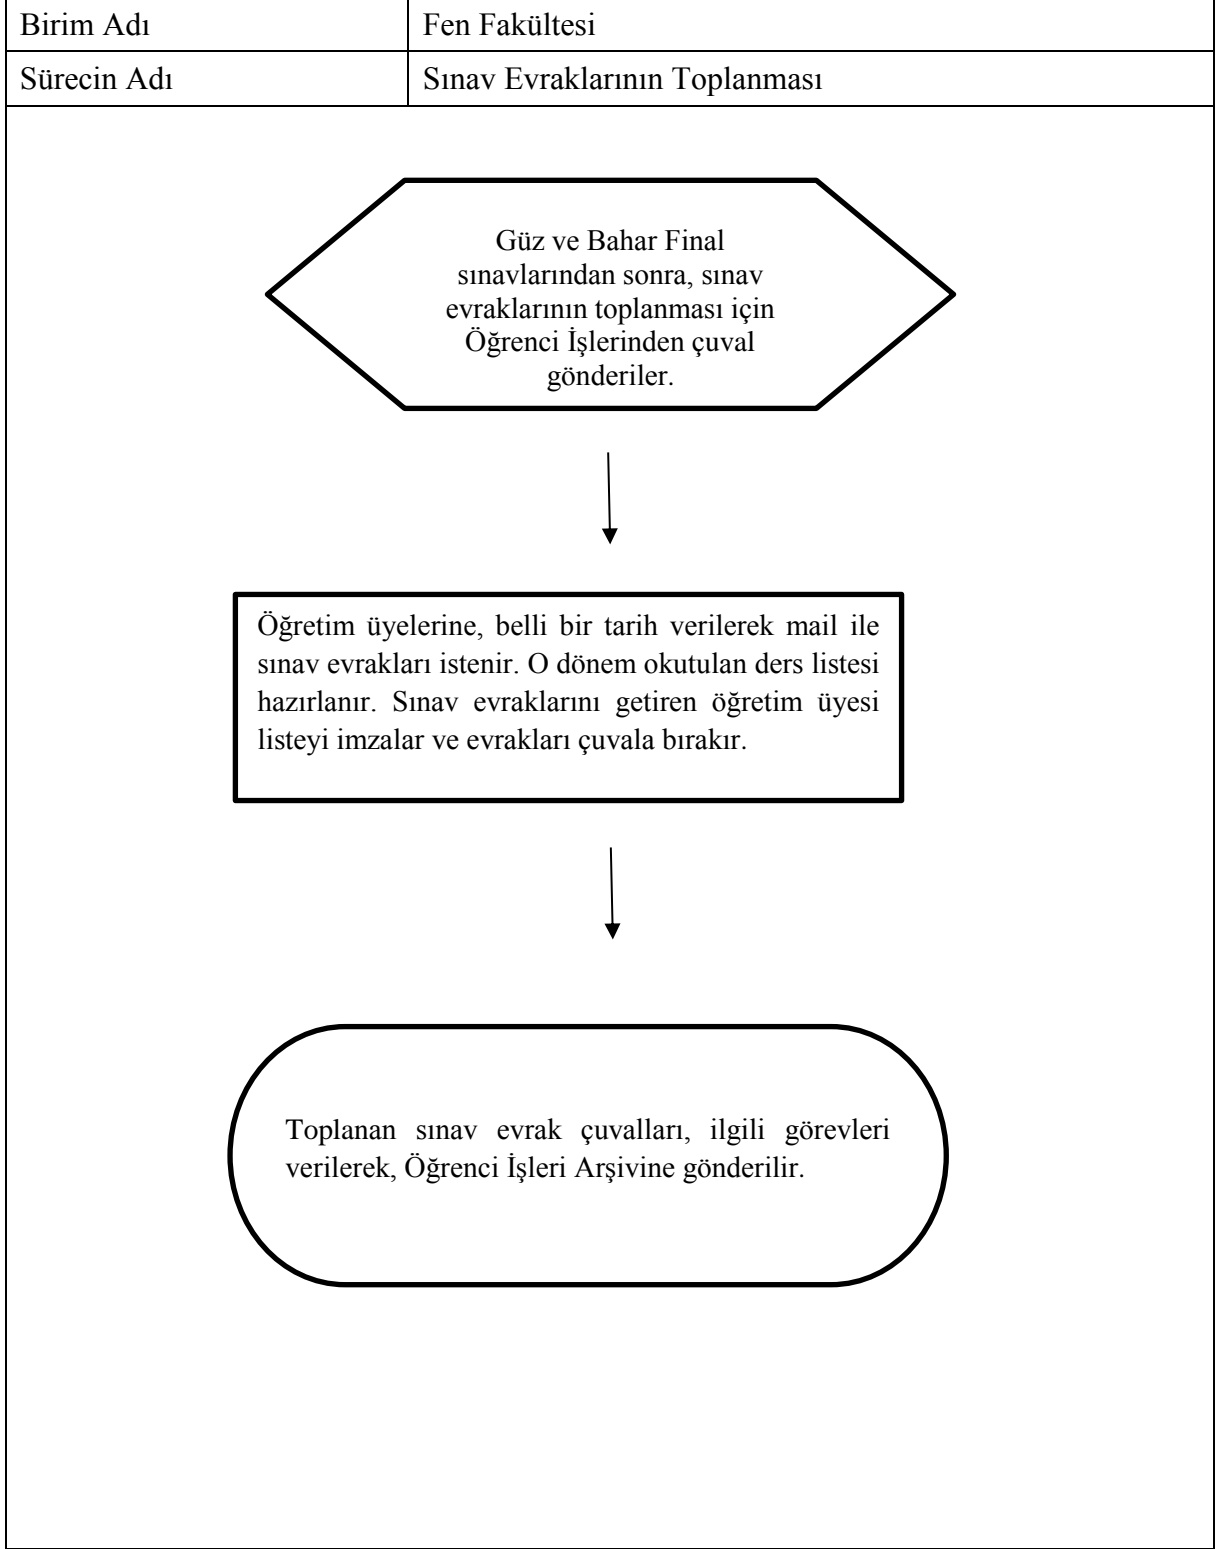 Birim Adı
Fen Fakültesi
Sürecin Adı
Sınav Evraklarının Toplanması
Güz ve Bahar Final
sınavlarından sonra, sınav
evraklarının toplanması için
Öğrenci İşlerinden çuval
gönderiler.
Öğretim üyelerine, belli bir tarih verilerek mail ile
sınav evrakları istenir. O dönem okutulan ders listesi
hazırlanır. Sınav evraklarını getiren öğretim üyesi
listeyi imzalar ve evrakları çuvala bırakır.
Toplanan sınav evrak çuvalları, ilgili görevleri
verilerek, Öğrenci İşleri Arşivine gönderilir.